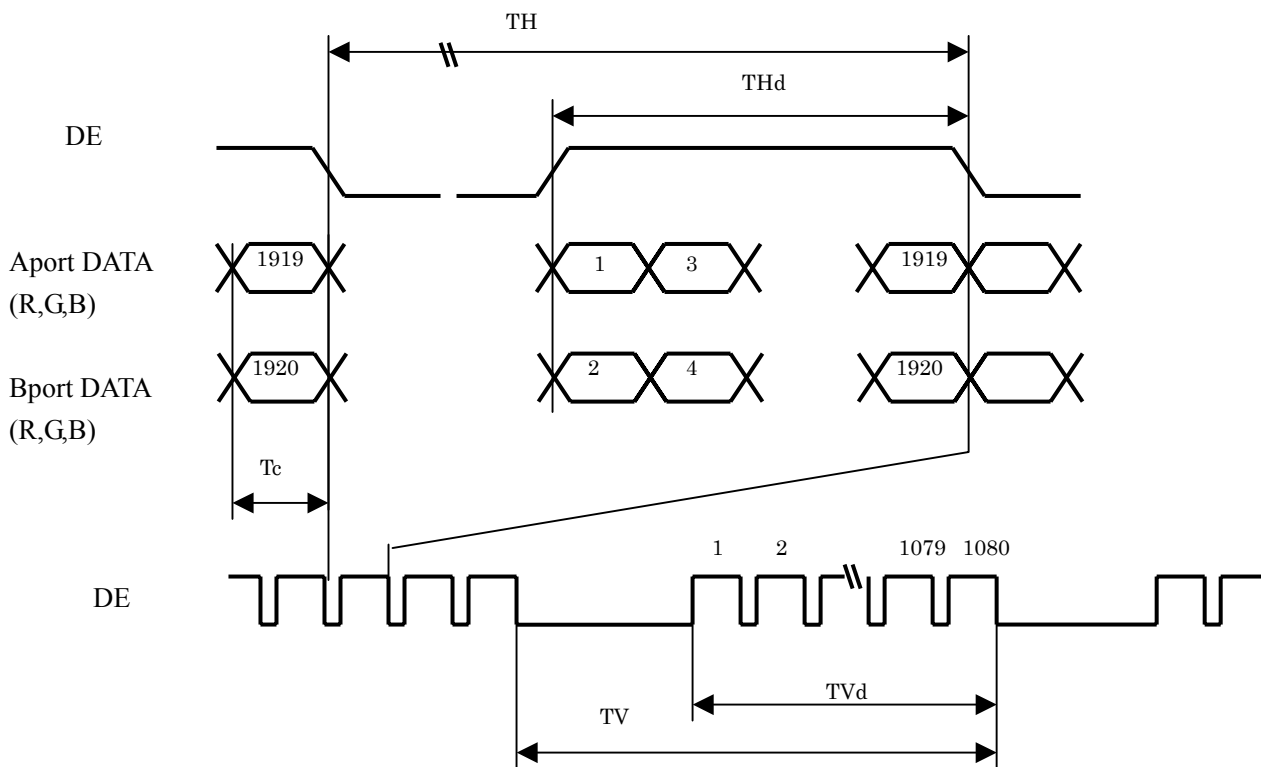 TH
THd
DE
Aport DATA
(R,G,B)
1919
1
3
1919
Bport DATA
(R,G,B)
1920
2
4
1920
Tc
1
2
1079
1080
DE
TVd
TV